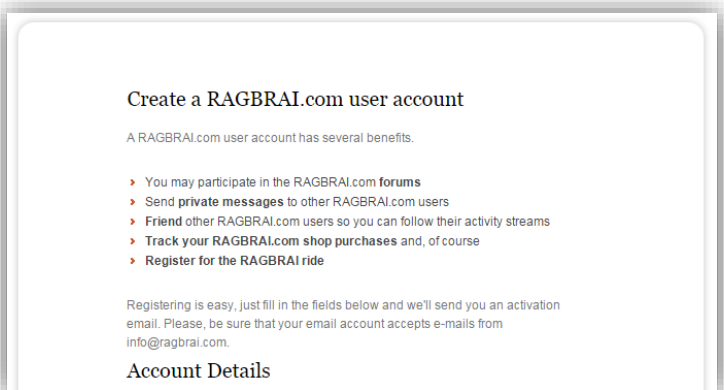 Create a RAGBRAI.com user account
A RAGBRAI.com user account has several benefits.
You may participate in the RAGBRAI.com forums
Send private messages to other RAGBRAI.com users
Friend other RAGBRAI.com users so you can follow their activity streams
Track your RAGBRAI.com shop purchases and, of course
Register for the RAGBRAI ride
Registering is easy, just fill in the fields below and we'll send you an activation
email. Please, be sure that your email account accepts e-mails from
info@ragbrai.com.
Account Details